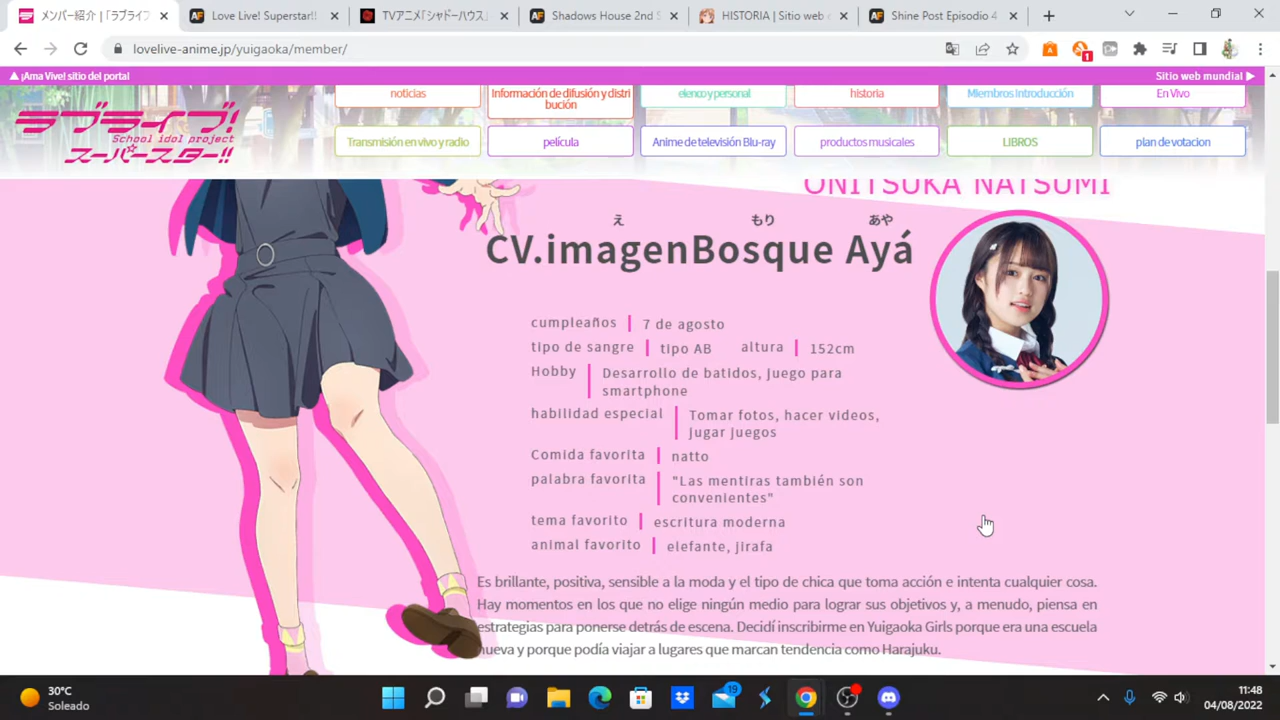 メンバー紹介 | 「ラブライブ
Love Live! Superstar!!
TVアニメ「シャドーハウス」
Shadows House 2nd S
HISTORIA | Sitio web o
Shine Post Episodio 4
lovelive-anime.jp/yuigaoka/member/
1
▲ ¡Ama Vive! sitio del portal
Sitio web mundial ▶
noticias
Información de difusión y distri
bución
elenco y personal
historia
Miembros Introducción
En Vivo
ラブライブ!
School idol project
スーパースター!!
Transmisión en vivo y radio
película
Anime de televisión Blu-ray
productos musicales
LIBROS
plan de votacion
ONITSUKA NATSUMI
え もり あや
CV.imagenBosque Ayá
cumpleaños 7 de agosto
tipo de sangre tipo AB altura 152cm
Hobby Desarrollo de batidos, juego para
smartphone
habilidad especial Tomar fotos, hacer videos,
jugar juegos
Comida favorita natto
palabra favorita "Las mentiras también son
convenientes"
tema favorito escritura moderna
animal favorito elefante, jirafa
Es brillante, positiva, sensible a la moda y el tipo de chica que toma acción e intenta cualquier cosa.
Hay momentos en los que no elige ningún medio para lograr sus objetivos y, a menudo, piensa en
estrategias para ponerse detrás de escena. Decidí inscribirme en Yuigaoka Girls porque era una escuela
nueva y porque podía viajar a lugares que marcan tendencia como Harajuku.
30°C
Soleado
19
11:48
04/08/2022